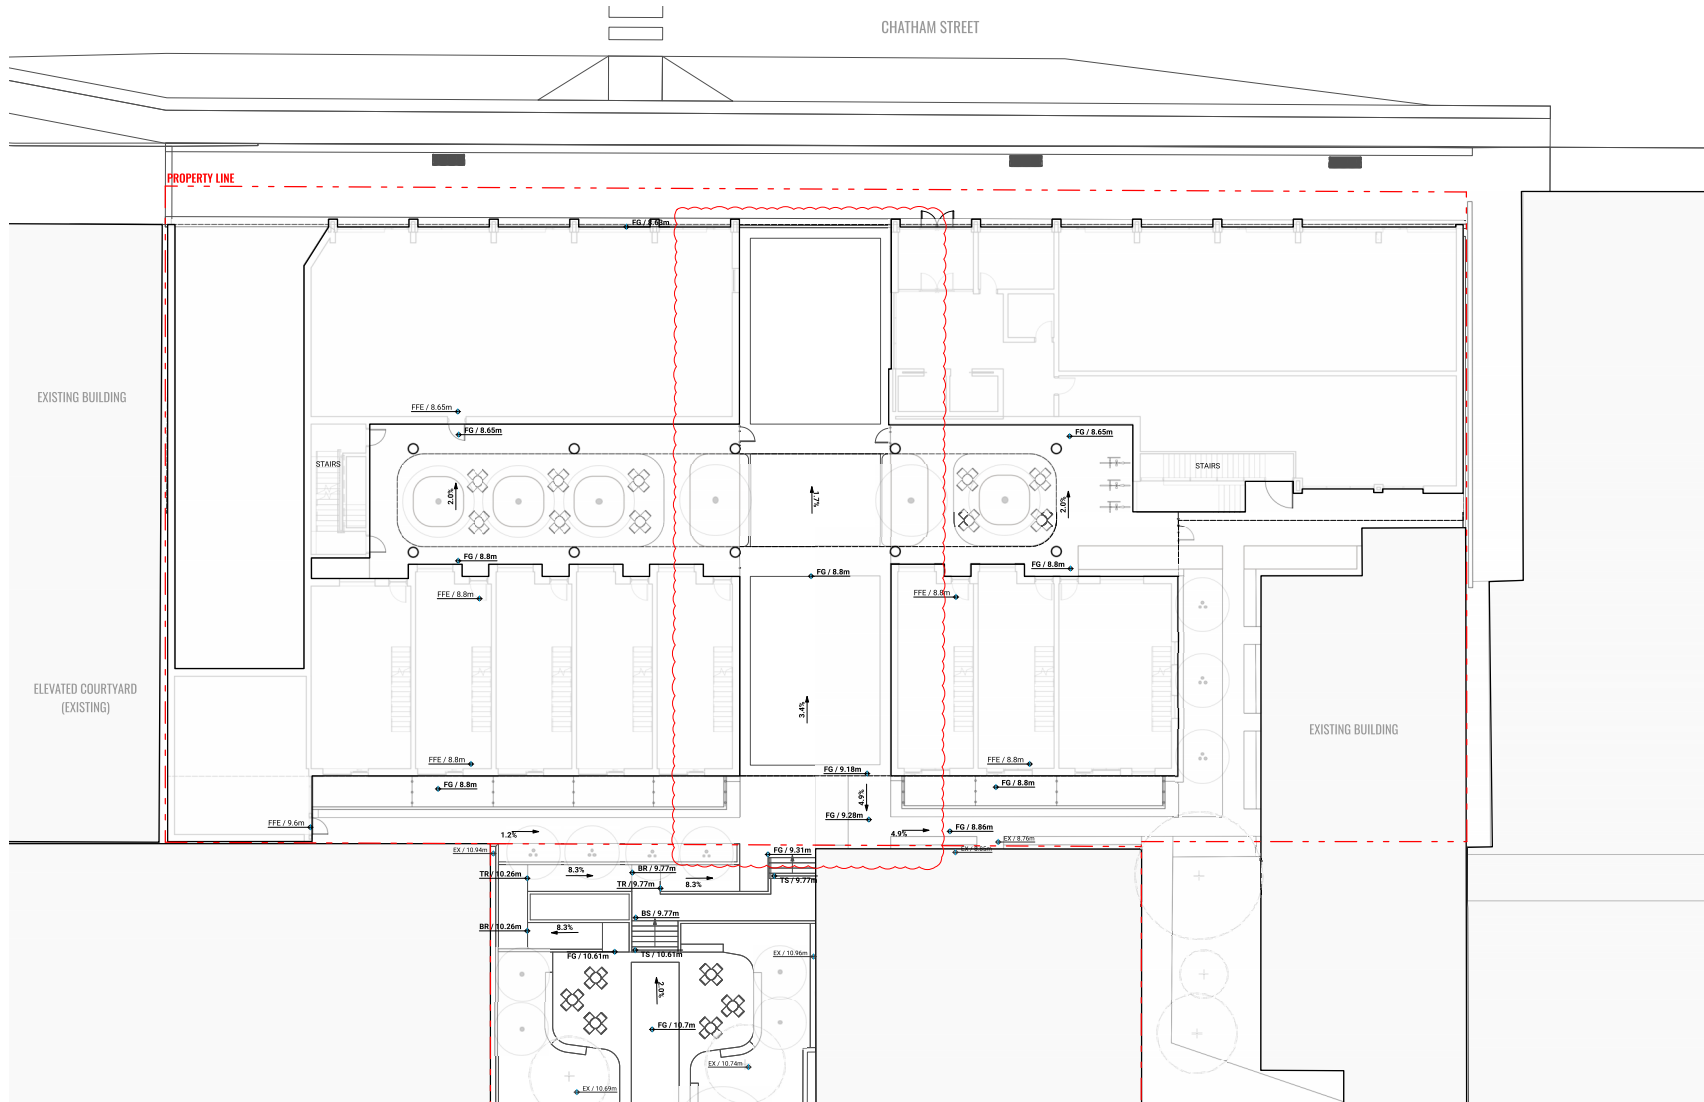 CHATHAM STREET
PROPERTY LINE
FG / 8.63m
EXISTING BUILDING
FFE / 8.65m
FG / 8.65m
FG / 8.65m
STAIRS
STAIRS
2.0%
1.7%
2.0%
FG / 8.8m
FG / 8.8m
FG / 8.8m
FFE / 8.8m
FFE / 8.8m
ELEVATED COURTYARD
(EXISTING)
3.4%
EXISTING BUILDING
FFE / 8.8m
FFE / 8.8m
FG / 9.18m
FG / 8.8m
FG / 8.8m
4.9%
FG / 9.28m
FFE / 9.6m
1.2%
4.9%
FG / 8.86m
EX / 8.76m
EX / 10.94m
FG / 9.31m
TR / 10.26m
8.3%
BR / 9.77m
TR / 9.77m
8.3%
TS / 9.77m
BS / 9.77m
BR / 10.26m
8.3%
FG / 10.61m
TS / 10.61m
EX / 10.96m
2.0%
FG / 10.7m
EX / 10.74m
EX / 10.69m